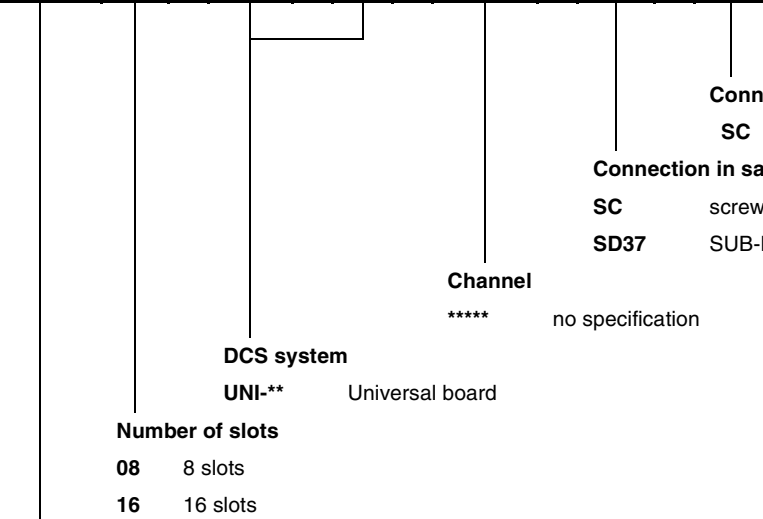 Conn
SC
Connection in sa
SC screw
SD37 SUB-
Channel
***** no specification
DCS system
UNI-** Universal board
Number of slots
08 8 slots
16 16 slots